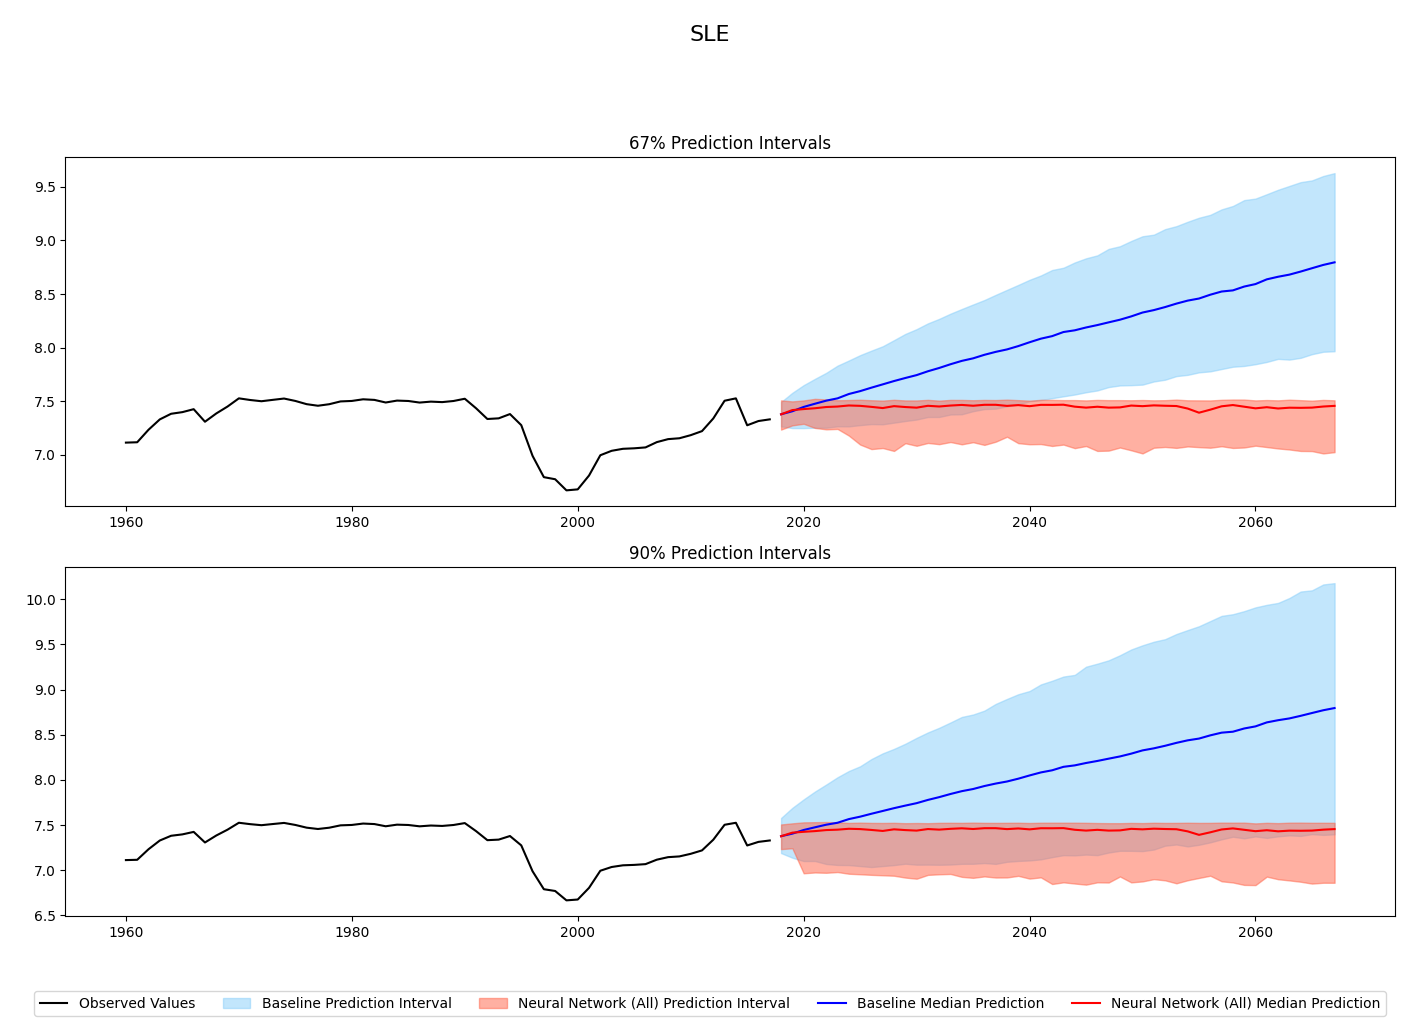 SLE
67% Prediction Intervals
9.5
9.0
8.5
8.0
7.5
7.0
1960 1980 2000 2020 2040 2060
90% Prediction Intervals
10.0
9.5
9.0
8.5
8.0
7.5
7.0
6.5
1960 1980 2000 2020 2040 2060
Observed Values Baseline Prediction Interval Neural Network (All) Prediction Interval Baseline Median Prediction Neural Network (All) Median Prediction